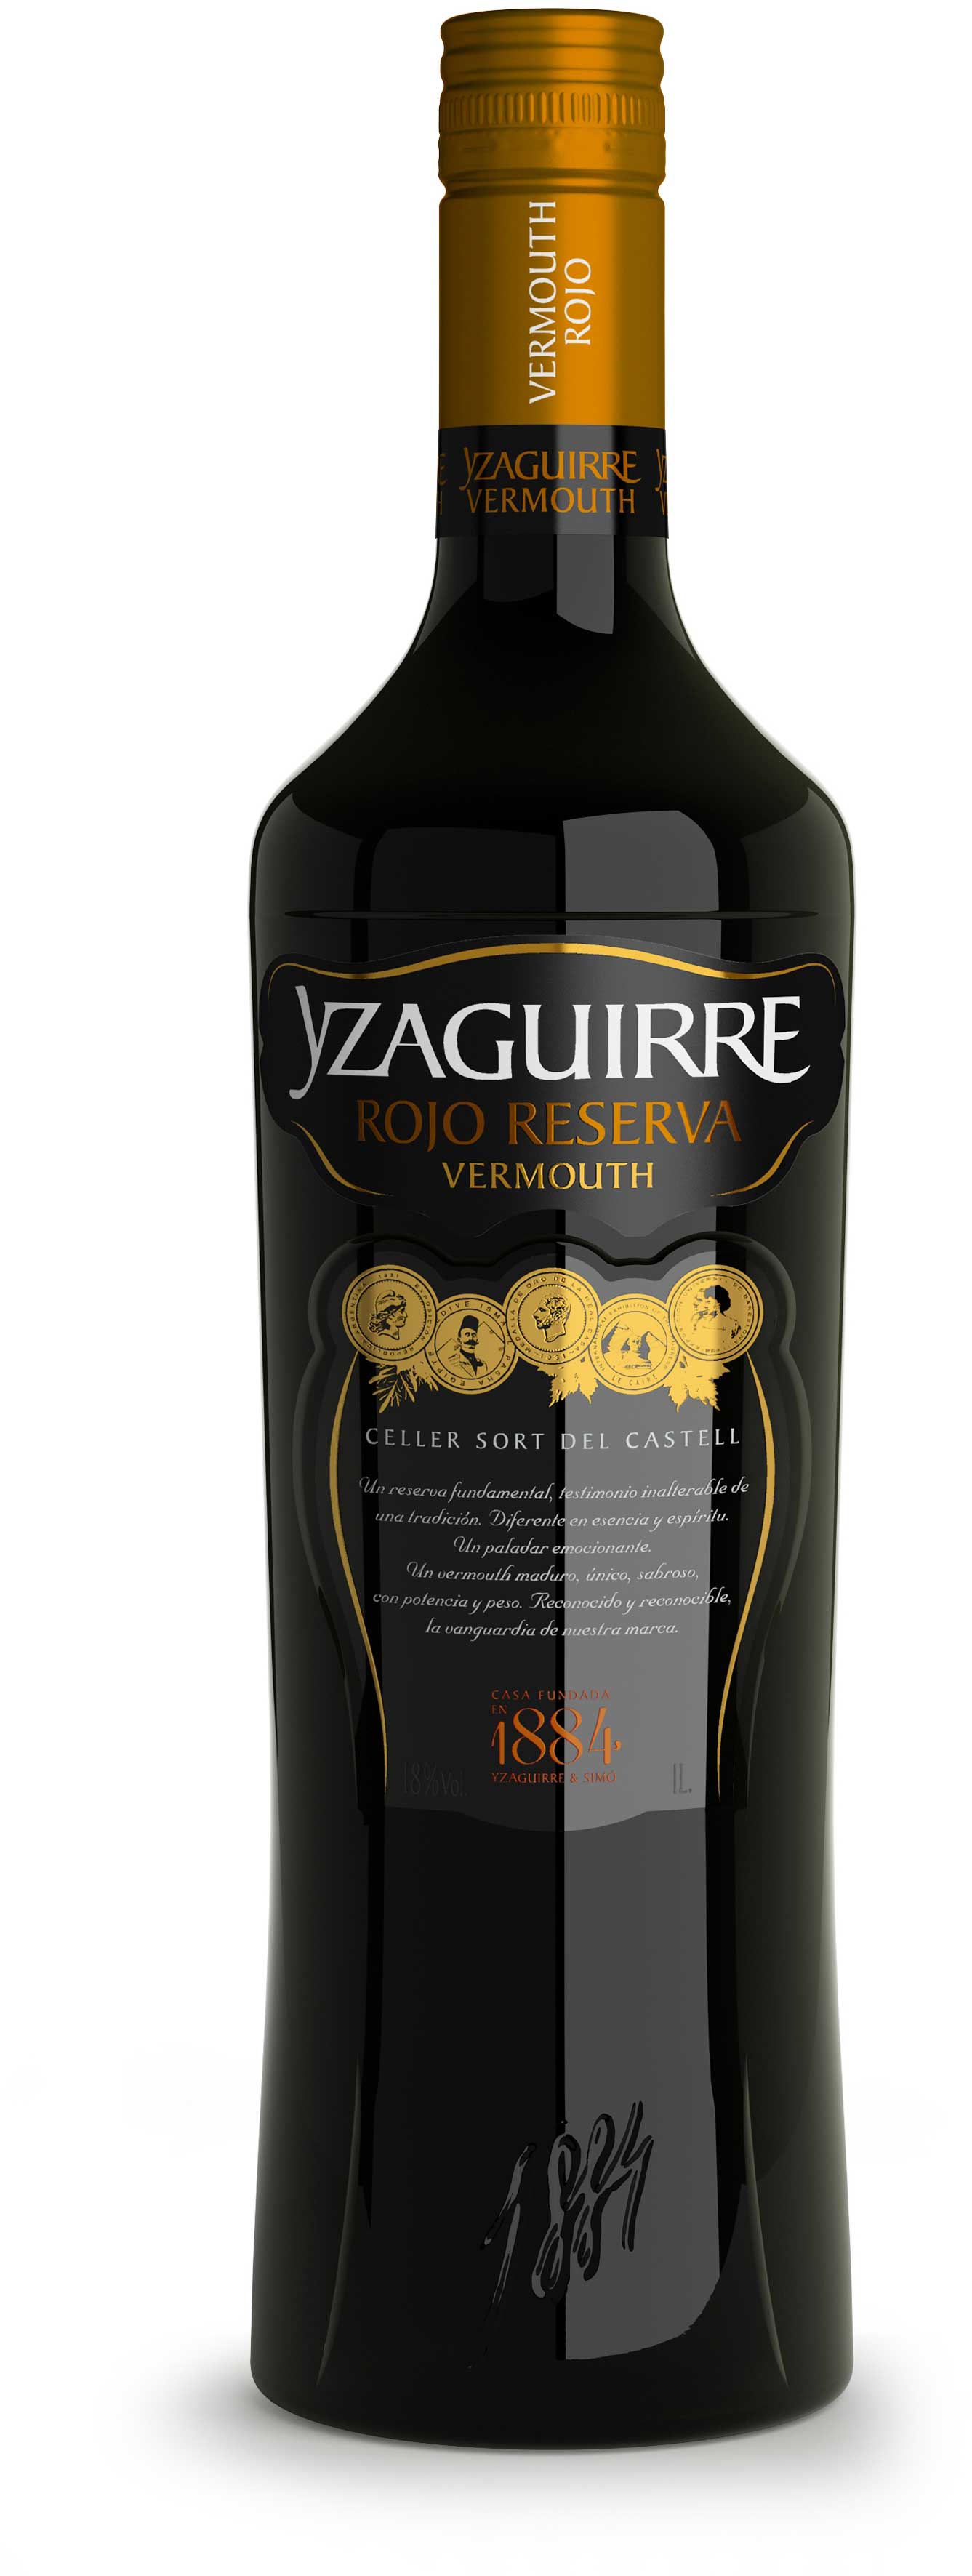 VERMOUTH
ROJO
YZAGUIRRE
VERMOUTH
YZAGUIRRE
ROJO RESERVA
VERMOUTH
CELLER SORT DEL CASTELL
Un reserva fundamental, testimonio inalterable de
una tradición. Diferente en esencia y espíritu.
Un paladar emocionante.
Un vermouth maduro, único, sabroso,
con potencia y peso. Reconocido y reconocible,
la vanguardia de nuestra marca.
CASA FUNDADA
EN
1884,
YZAGUIRRE & SIMÓ
18%Vol. 1L.
1884